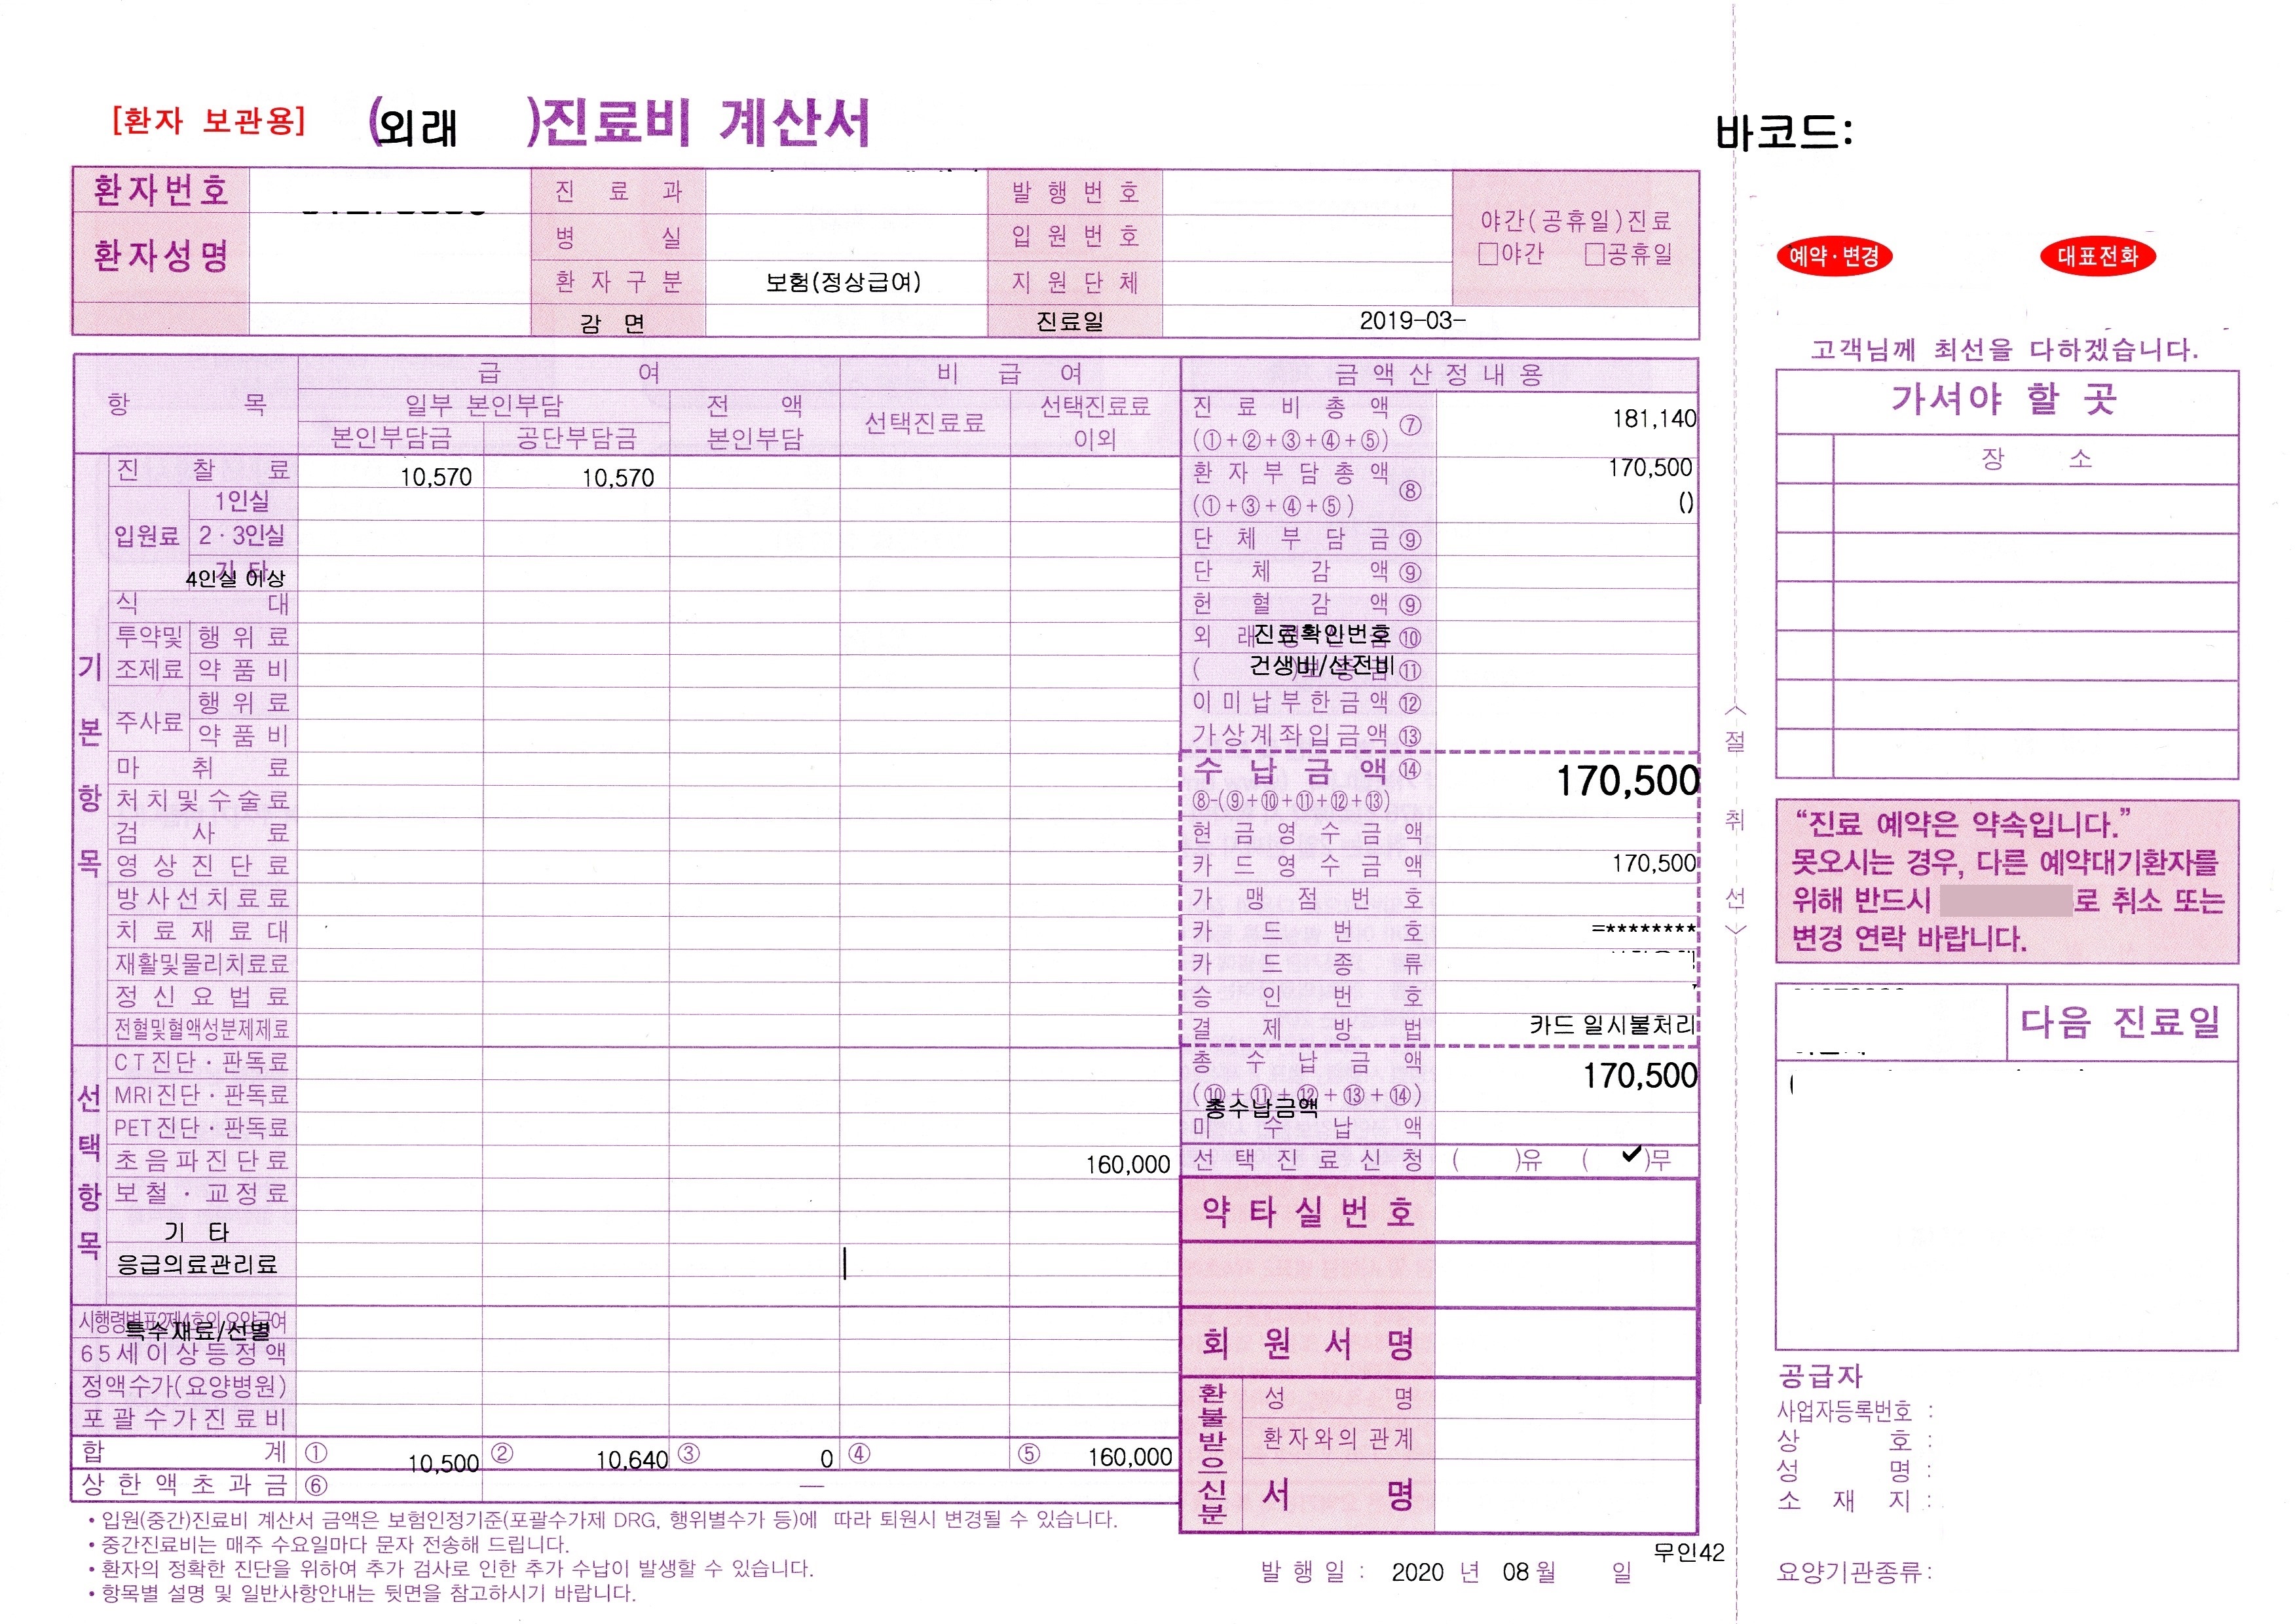 [환자 보관용] (외래 )진료비 계산서
바코드:
환자번호 진료과 발행번호 야간(공휴일)진료
환자성명 병실 입원번호 □야간 □공휴일
환자구분 보험(정상급여) 지원단체
감 면 진료일 2019-03-
예약·변경 대표전화
고객님께 최선을 다하겠습니다.
항목 급여 비급여 금액산정내용
일부 본인부담 전액 본인부담 선택진료료 선택진료료 이외
본인부담금 공단부담금
기본항목
진찰료 10,570 10,570
입원료 1인실
2·3인실
기타
4인실 이상
식대
투약및 조제료 행위료
약품비
주사료 행위료
약품비
마취료
처치및수술료
검사료
영상진단료
방사선치료료
치료재료대
재활및물리치료료
정신요법료
전혈및혈액성분제제료
선택항목
CT진단·판독료
MRI진단·판독료
PET진단·판독료
초음파진단료 160,000
보철·교정료
기 타
응급의료관리료
시행령별표2제4호의요양급여
특수재료/선별
65세이상등정액
정액수가(요양병원)
포괄수가진료비
합계 ① 10,500 ② 10,640 ③ 0 ④ ⑤ 160,000
상한액초과금 ⑥ —
진료비총액 ⑦ 181,140
(①+②+③+④+⑤)
환자부담총액 ⑧ 170,500
(①+③+④+⑤) ()
단체부담금 ⑨
단체감액 ⑨
헌혈감액 ⑨
진료확인번호 ⑩
건생비/산전비 ⑪
이미납부한금액 ⑫
가상계좌입금액 ⑬
수납금액 ⑭ 170,500
⑧-(⑨+⑩+⑪+⑫+⑬)
현금영수금액
카드영수금액 170,500
가맹점번호
카드번호 =********
카드종류
승인번호
결제방법 카드 일시불처리
총수납금액 170,500
(⑩+⑪+⑫+⑬+⑭)
총수납금액
미수납액
선택진료신청 ( )유 ( ✔)무
약타실번호
회원서명
환불받으신분
성명
환자와의 관계
서명
• 입원(중간)진료비 계산서 금액은 보험인정기준(포괄수가제 DRG, 행위별수가 등)에 따라 퇴원시 변경될 수 있습니다.
• 중간진료비는 매주 수요일마다 문자 전송해 드립니다.
• 환자의 정확한 진단을 위하여 추가 검사로 인한 추가 수납이 발생할 수 있습니다.
• 항목별 설명 및 일반사항안내는 뒷면을 참고하시기 바랍니다.
발행일 : 2020 년 08월 일
무인42
<절취선>
가셔야 할 곳
장소
“진료 예약은 약속입니다.”
못오시는 경우, 다른 예약대기환자를
위해 반드시 로 취소 또는
변경 연락 바랍니다.
다음 진료일
공급자
사업자등록번호 :
상호 :
성명 :
소재지 :
요양기관종류: